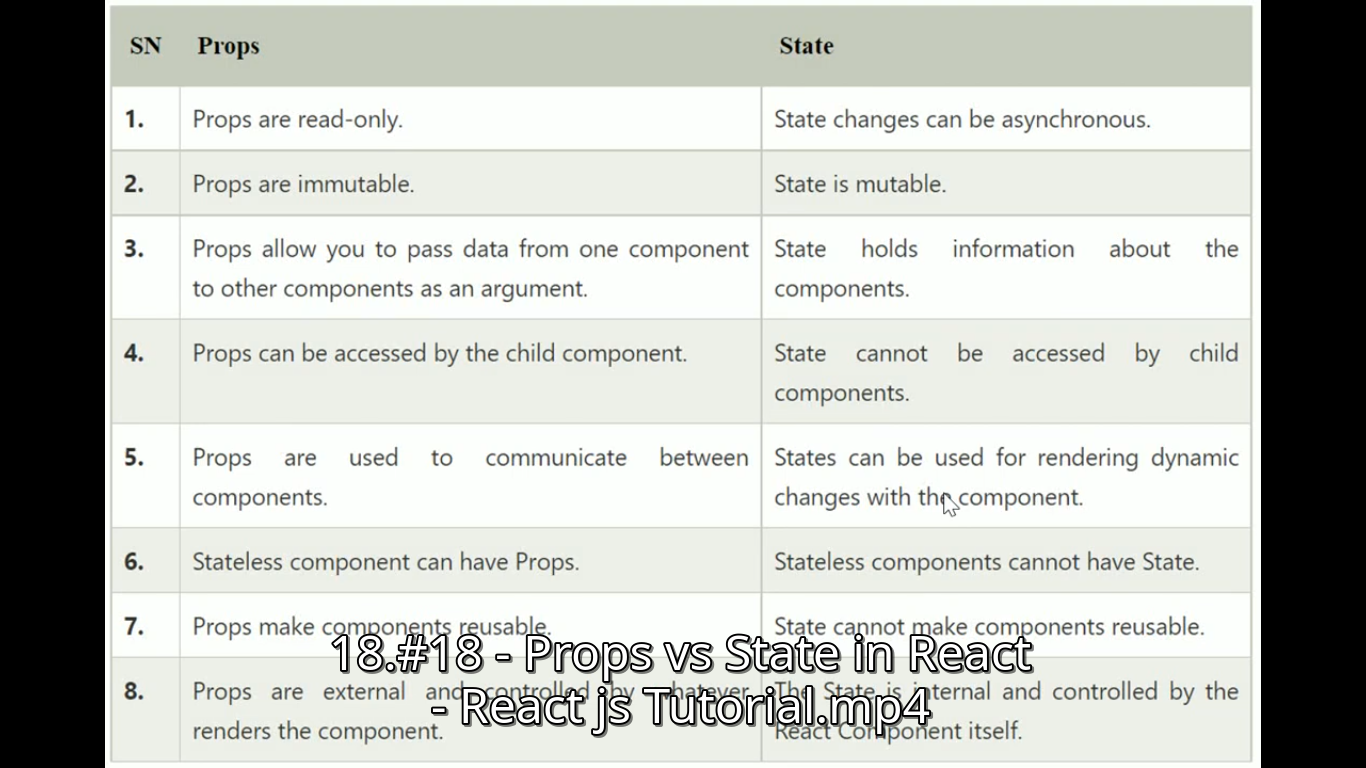 SN Props State
1. Props are read-only. State changes can be asynchronous.
2. Props are immutable. State is mutable.
3. Props allow you to pass data from one component State holds information about the
to other components as an argument. components.
4. Props can be accessed by the child component. State cannot be accessed by child
components.
5. Props are used to communicate between States can be used for rendering dynamic
components. changes with the component.
6. Stateless component can have Props. Stateless components cannot have State.
7. Props make components reusable. State cannot make components reusable.
18.#18 - Props vs State in React
8. Props are external and controlled by whatever The State is internal and controlled by the
- React js Tutorial.mp4
renders the component. React Component itself.